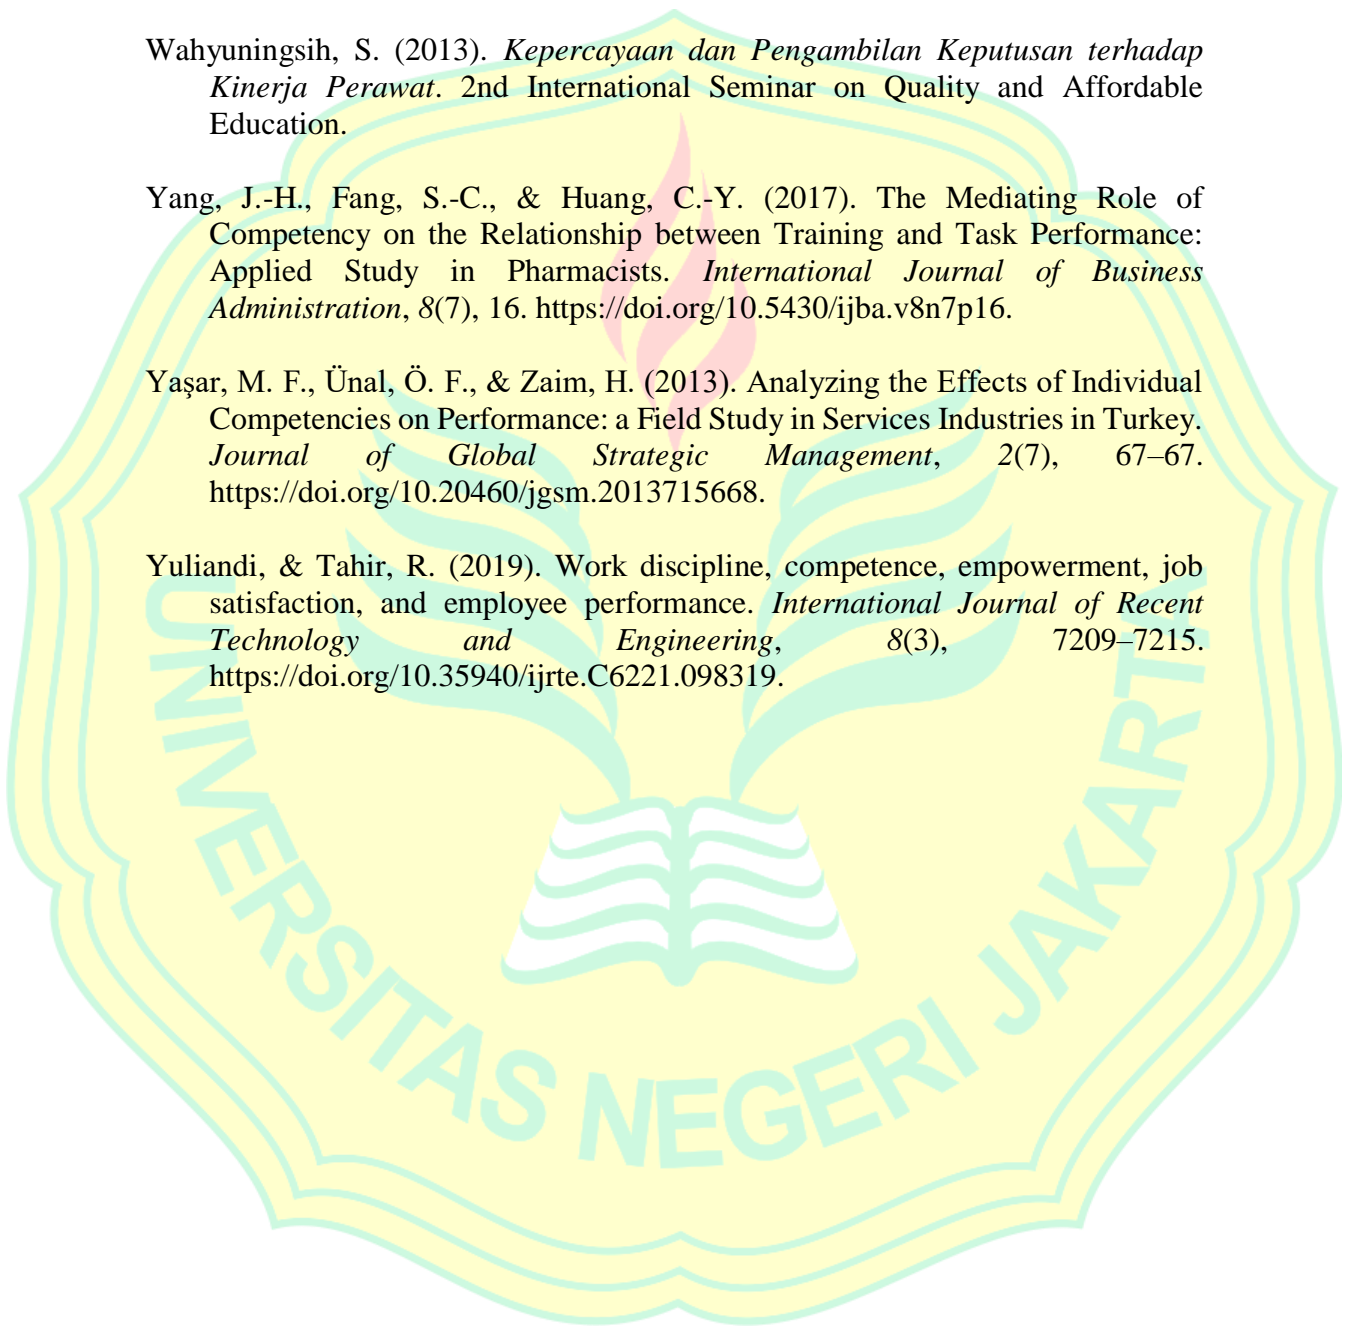 Wahyuningsih, S. (2013). Kepercayaan dan Pengambilan Keputusan terhadap
Kinerja Perawat. 2nd International Seminar on Quality and Affordable
Education.
Yang, J.-H., Fang, S.-C., & Huang, C.-Y. (2017). The Mediating Role of
Competency on the Relationship between Training and Task Performance:
Applied Study in Pharmacists. International Journal of Business
Administration, 8(7), 16. https://doi.org/10.5430/ijba.v8n7p16.
Yaşar, M. F., Ünal, Ö. F., & Zaim, H. (2013). Analyzing the Effects of Individual
Competencies on Performance: a Field Study in Services Industries in Turkey.
Journal of Global Strategic Management, 2(7), 67–67.
https://doi.org/10.20460/jgsm.2013715668.
Yuliandi, & Tahir, R. (2019). Work discipline, competence, empowerment, job
satisfaction, and employee performance. International Journal of Recent
Technology and Engineering, 8(3), 7209–7215.
https://doi.org/10.35940/ijrte.C6221.098319.
UNIVERSITAS NEGERI JAKARTA